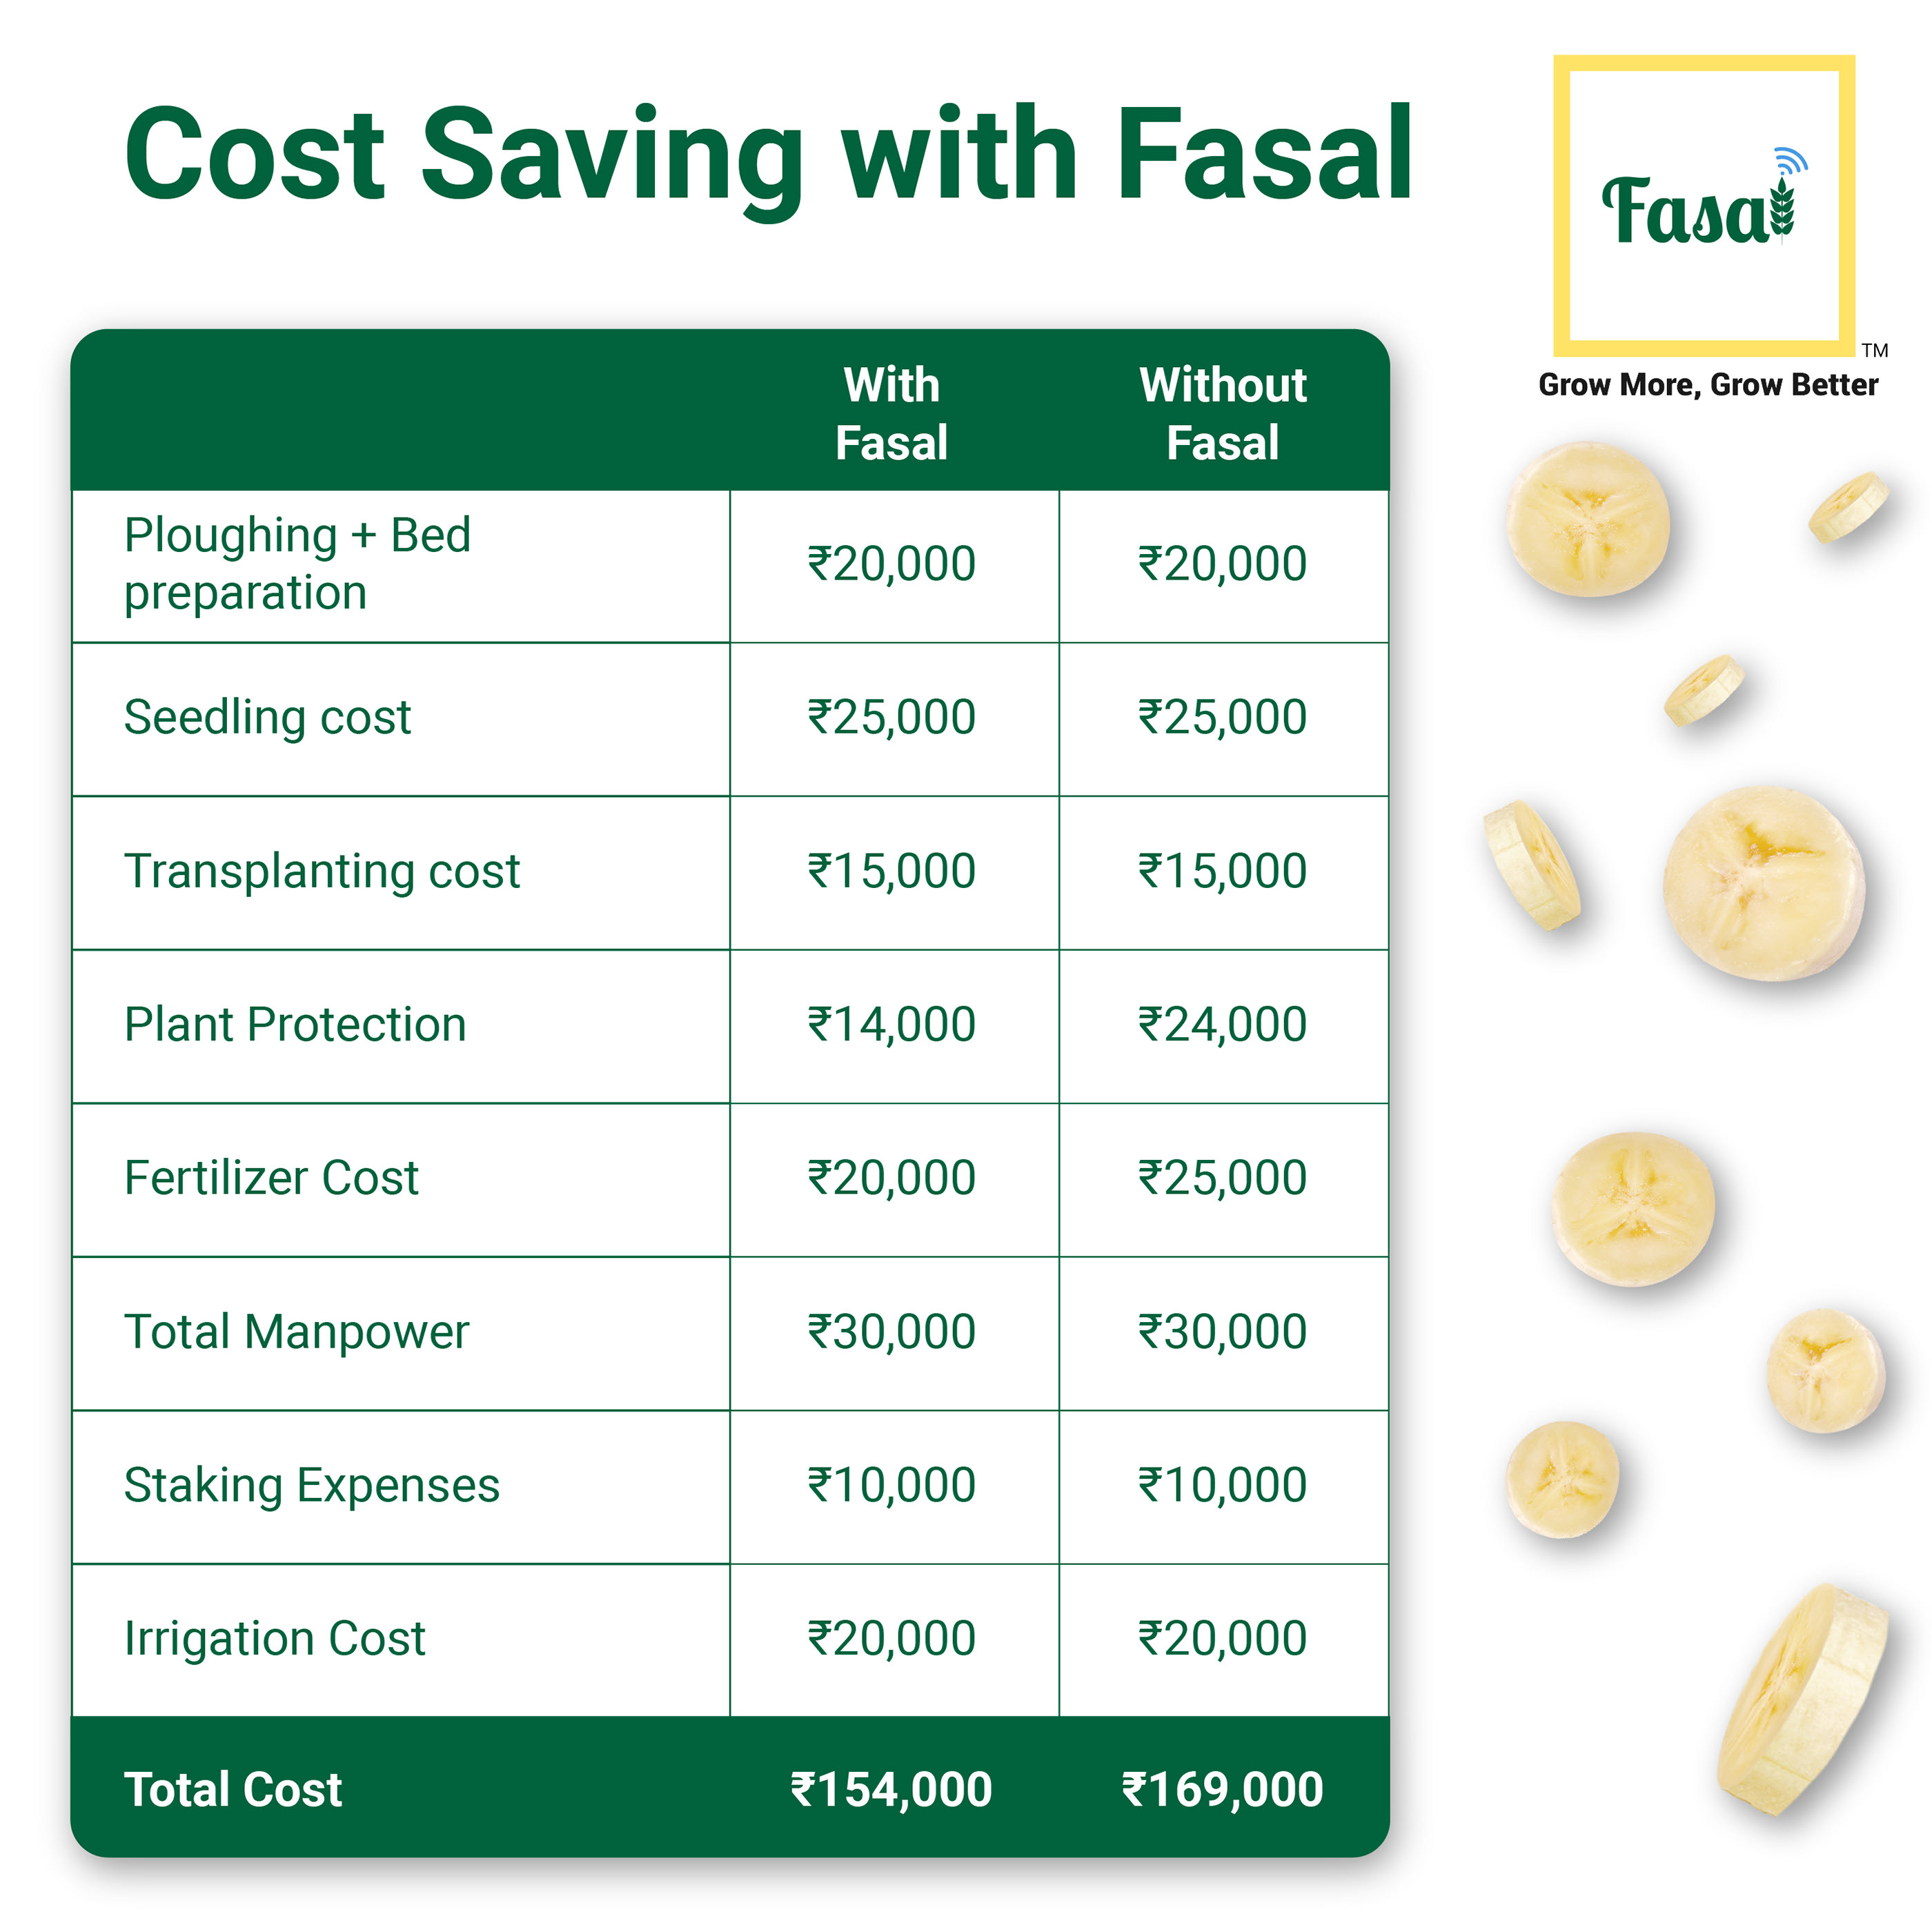 Cost Saving with Fasal
Fasal
TM
Grow More, Grow Better
With Without
Fasal Fasal
Ploughing + Bed
preparation
₹20,000 ₹20,000
Seedling cost ₹25,000 ₹25,000
Transplanting cost ₹15,000 ₹15,000
Plant Protection ₹14,000 ₹24,000
Fertilizer Cost ₹20,000 ₹25,000
Total Manpower ₹30,000 ₹30,000
Staking Expenses ₹10,000 ₹10,000
Irrigation Cost ₹20,000 ₹20,000
Total Cost ₹154,000 ₹169,000